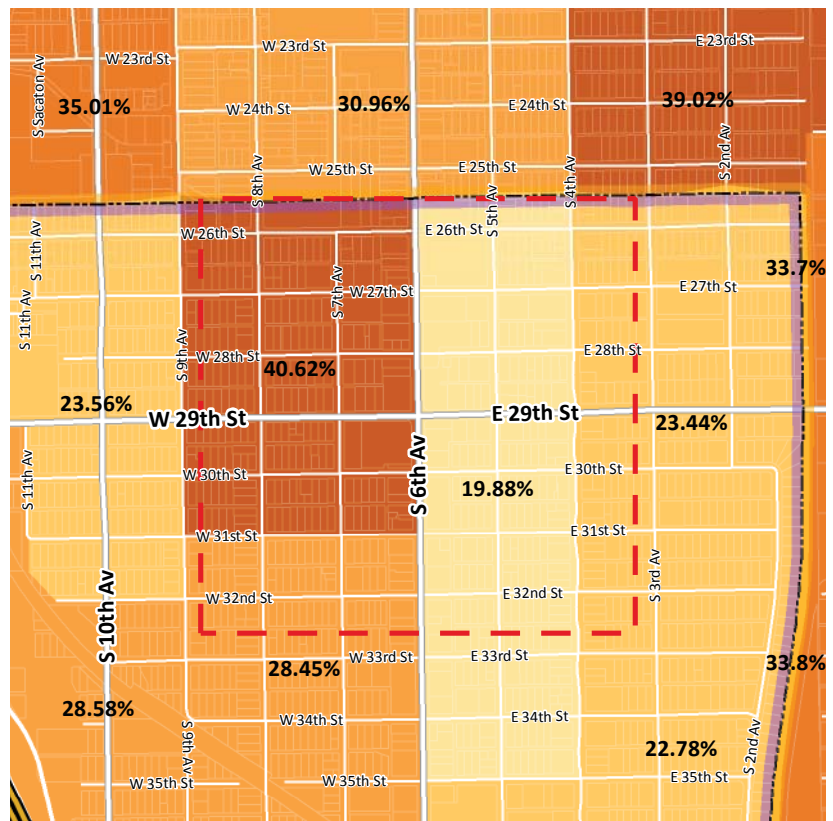 W 23rd St
E 23rd St
W 23rd St
S Sacaton Av
35.01%
30.96%
39.02%
W 24th St
E 24th St
S 8th Av
W 25th St
E 25th St
S 4th Av
S 2nd Av
S 5th Av
S 11th Av
W 26th St
E 26th St
33.7%
S 11th Av
S 7th Av
W 27th St
E 27th St
S 9th Av
W 28th St
E 28th St
40.62%
23.56%
W 29th St
E 29th St
23.44%
S 11th Av
S 6th Av
W 30th St
E 30th St
19.88%
W 31st St
E 31st St
S 10th Av
W 32nd St
E 32nd St
S 3rd Av
28.45%
W 33rd St
E 33rd St
33.8%
28.58%
W 34th St
E 34th St
S 9th Av
22.78%
S 2nd Av
W 35th St
W 35th St
E 35th St